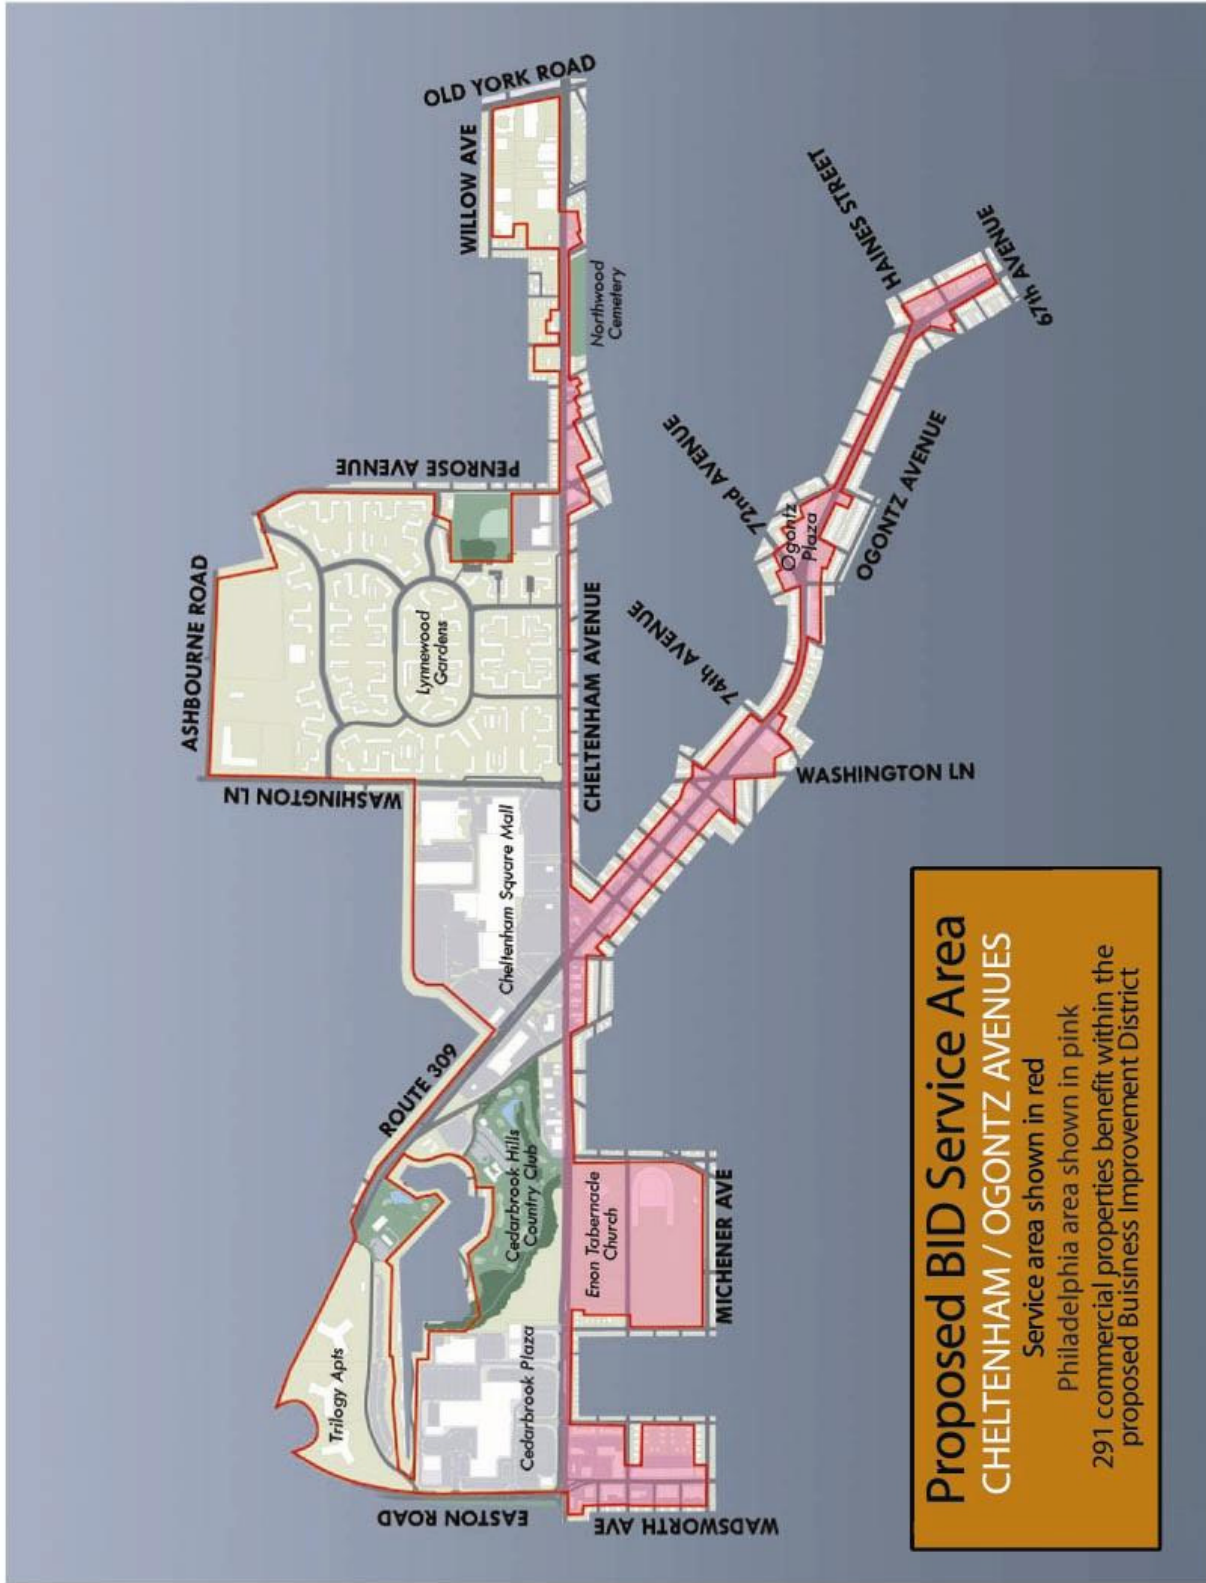 OLD YORK ROAD
WILLOW AVE
HAINES STREET
67th AVENUE
Northwood
Cemetery
PENROSE AVENUE
72nd AVENUE
Ogontz
Plaza
OGONTZ AVENUE
ASHBOURNE ROAD
Lynnewood
Gardens
CHELTENHAM AVENUE
74th AVENUE
WASHINGTON LN
WASHINGTON LN
Cheltenham Square Mall
ROUTE 309
Cedarbrook Hills
Country Club
Enon Tabernacle
Church
MICHENER AVE
Trilogy Apts
Cedarbrook Plaza
EASTON ROAD
WADSWORTH AVE
Proposed BID Service Area
CHELTENHAM / OGONTZ AVENUES
Service area shown in red
Philadelphia area shown in pink
291 commercial properties benefit within the
proposed Buisiness Improvement District